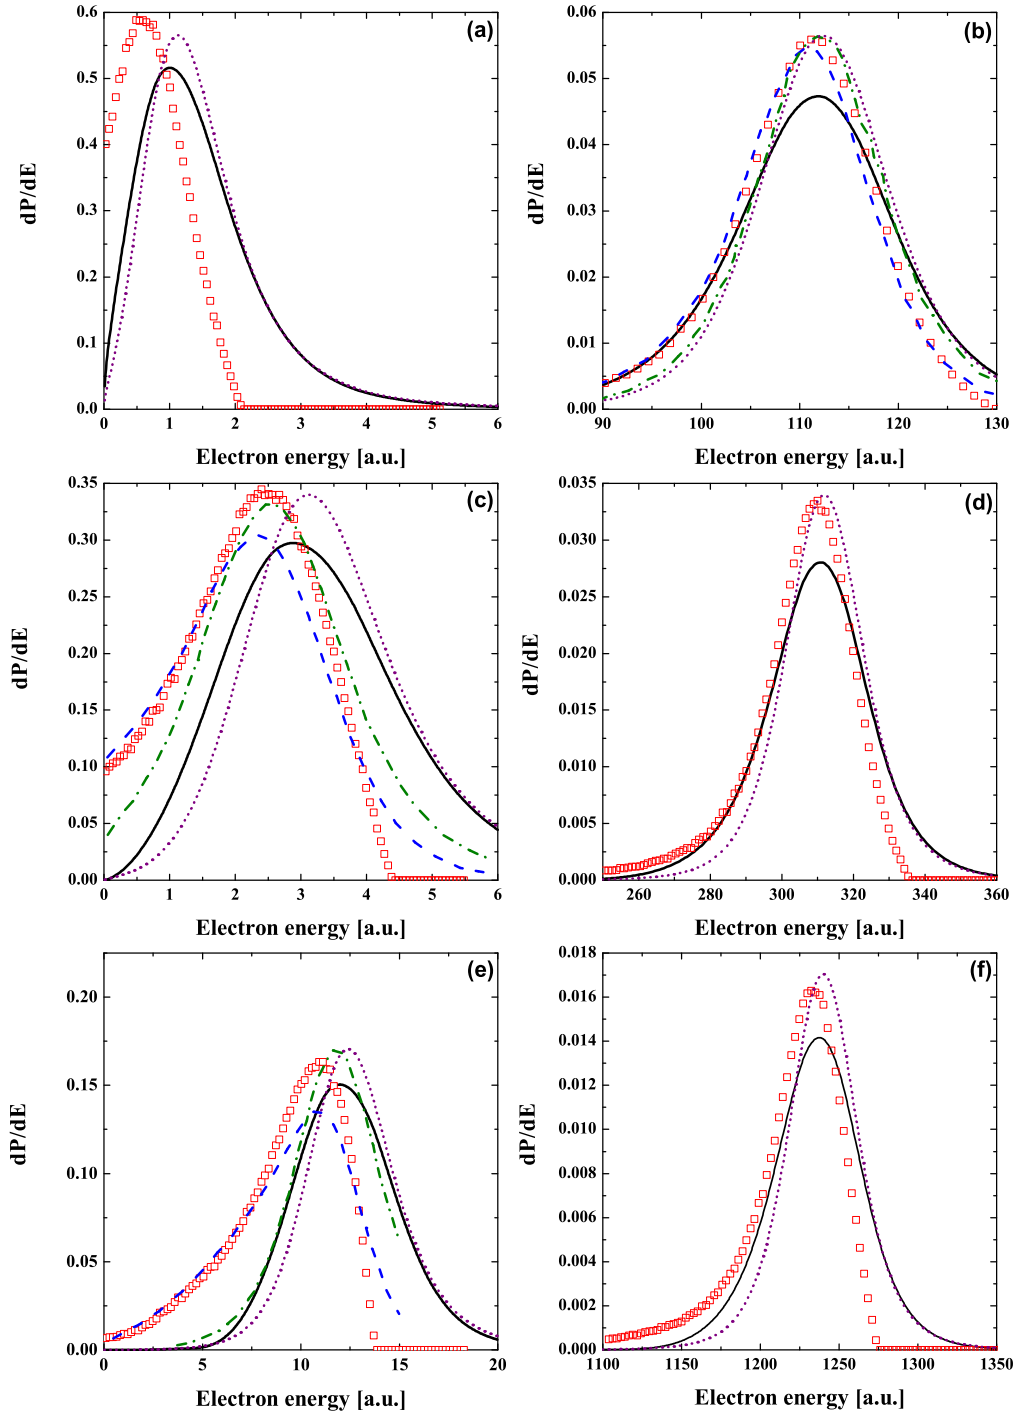 (a)
dP/dE
0.6
0.5
0.4
0.3
0.2
0.1
0.0
0 1 2 3 4 5 6
Electron energy [a.u.]
(b)
dP/dE
0.06
0.05
0.04
0.03
0.02
0.01
0.00
90 100 110 120 130
Electron energy [a.u.]
(c)
dP/dE
0.35
0.30
0.25
0.20
0.15
0.10
0.05
0.00
0 1 2 3 4 5 6
Electron energy [a.u.]
(d)
dP/dE
0.035
0.030
0.025
0.020
0.015
0.010
0.005
0.000
260 280 300 320 340 360
Electron energy [a.u.]
(e)
dP/dE
0.20
0.15
0.10
0.05
0.00
0 5 10 15 20
Electron energy [a.u.]
(f)
dP/dE
0.018
0.016
0.014
0.012
0.010
0.008
0.006
0.004
0.002
0.000
1100 1150 1200 1250 1300 1350
Electron energy [a.u.]